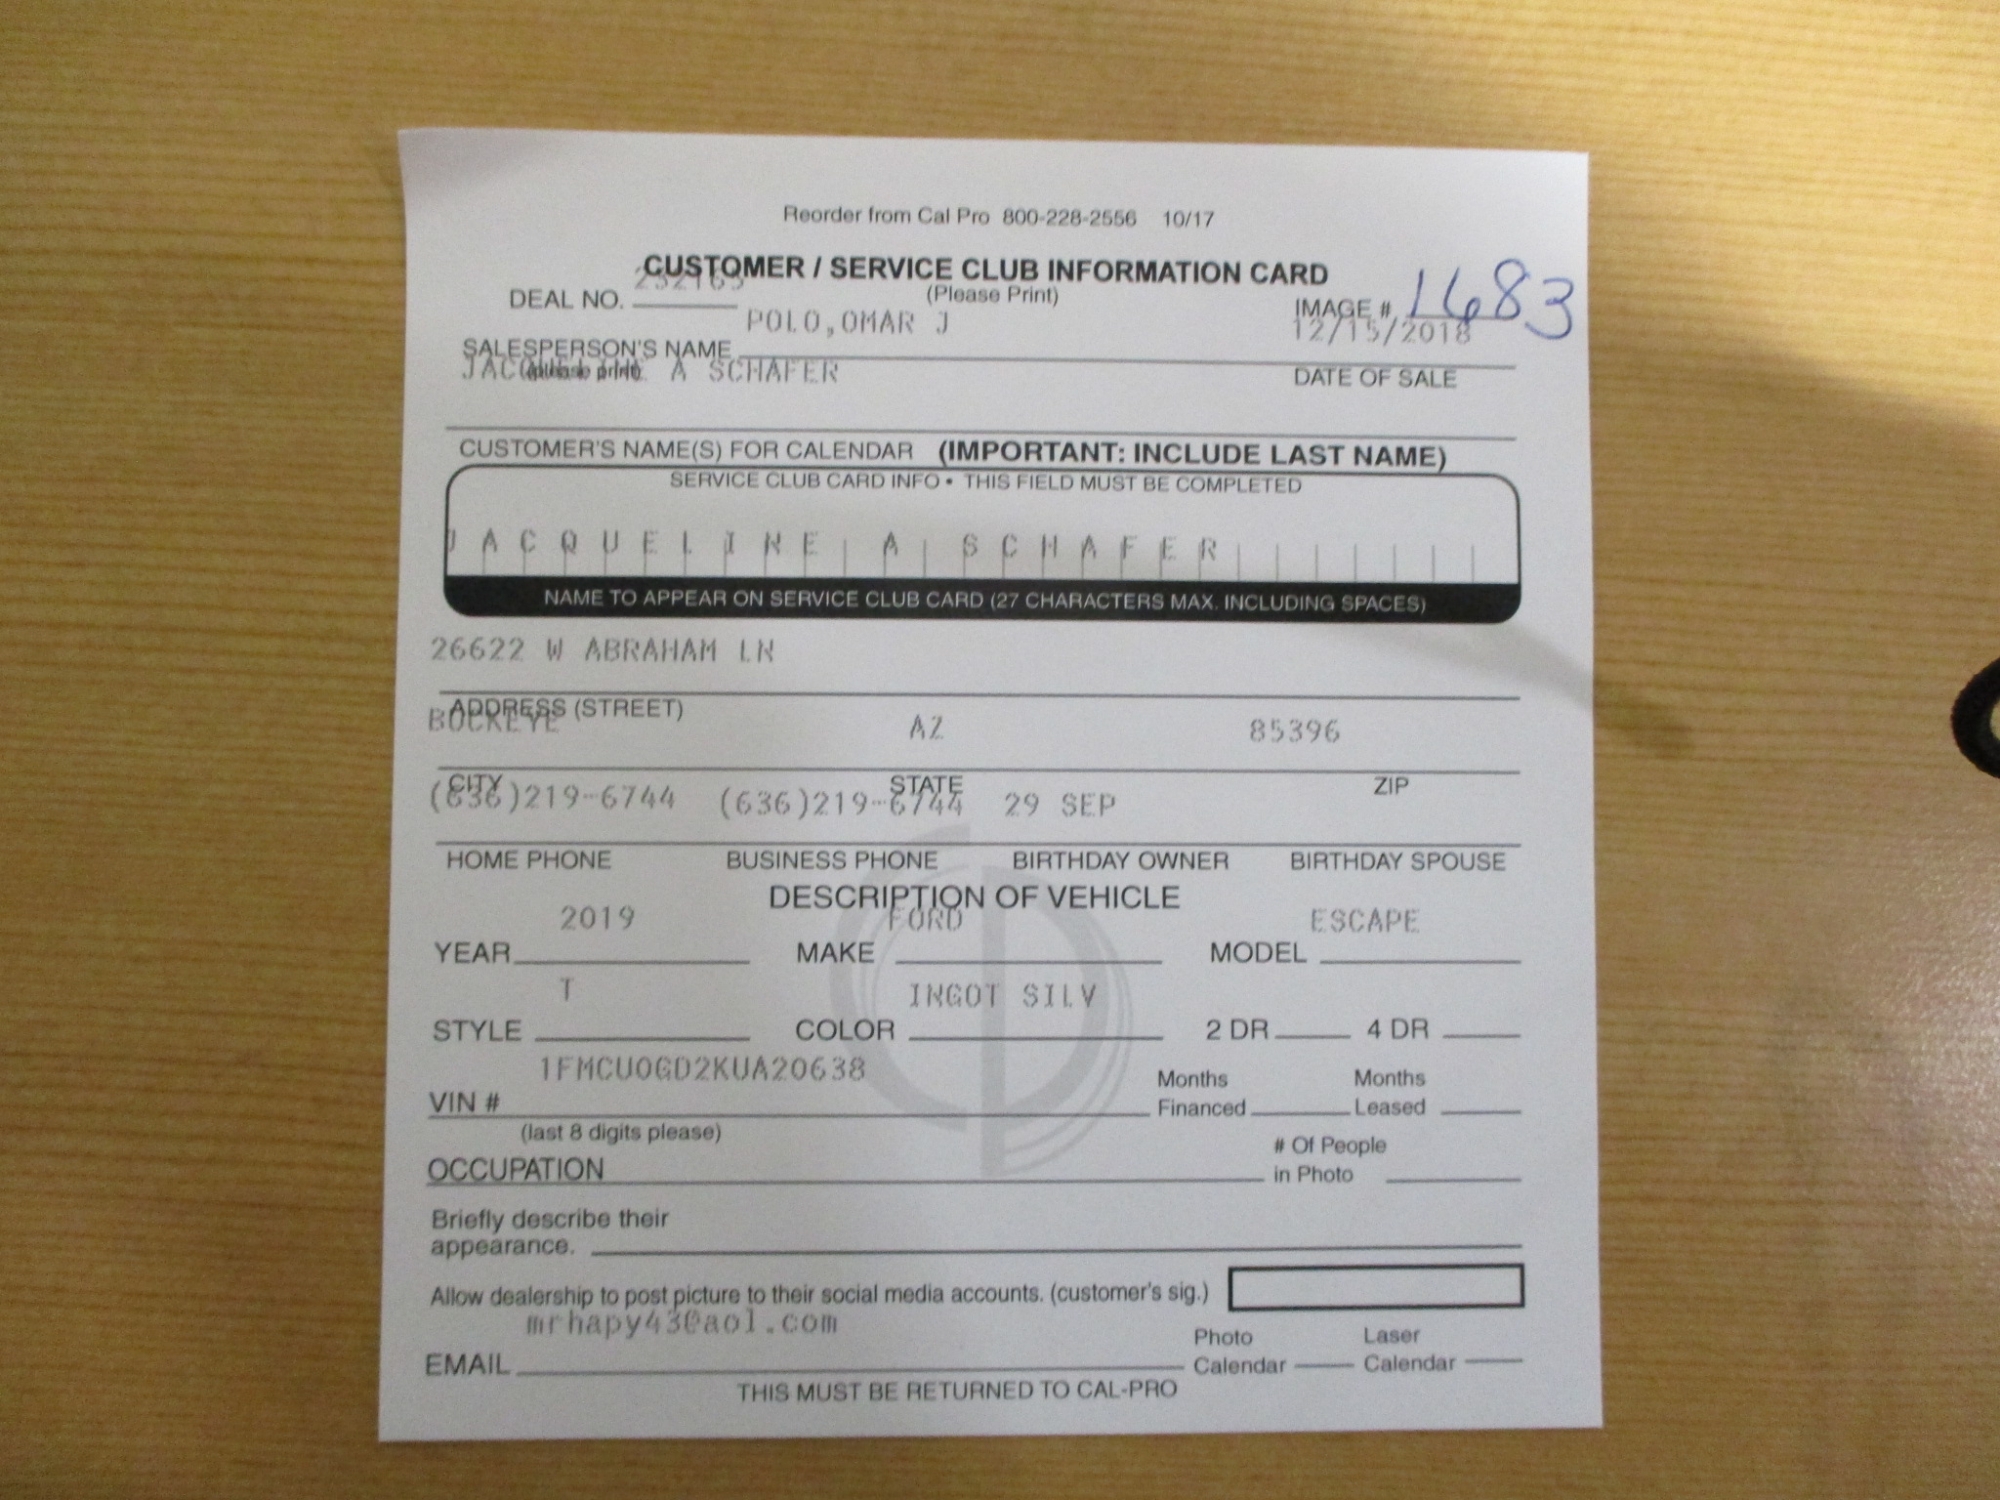 Reorder from Cal Pro 800-228-2556 10/17
CUSTOMER / SERVICE CLUB INFORMATION CARD
(Please Print)
DEAL NO. 252165
IMAGE # 1683
POLO,OMAR J
12/15/2018
SALESPERSON'S NAME
(please print)
JACQUELINE A SCHAFER
DATE OF SALE
CUSTOMER'S NAME(S) FOR CALENDAR (IMPORTANT: INCLUDE LAST NAME)
SERVICE CLUB CARD INFO • THIS FIELD MUST BE COMPLETED
JACQUELINE A SCHAFER
NAME TO APPEAR ON SERVICE CLUB CARD (27 CHARACTERS MAX. INCLUDING SPACES)
26622 W ABRAHAM LN
ADDRESS (STREET)
BUCKEYE AZ 85396
CITY STATE ZIP
(636)219-6744 (636)219-6744 29 SEP
HOME PHONE BUSINESS PHONE BIRTHDAY OWNER BIRTHDAY SPOUSE
DESCRIPTION OF VEHICLE
2019 FORD ESCAPE
YEAR MAKE MODEL
T INGOT SILV
STYLE COLOR 2 DR 4 DR
1FMCU0GD2KUA20638
VIN #
Months Financed Months Leased
(last 8 digits please)
OCCUPATION
# Of People in Photo
Briefly describe their
appearance.
Allow dealership to post picture to their social media accounts. (customer's sig.)
mrhapy43@aol.com
EMAIL
Photo Calendar Laser Calendar
THIS MUST BE RETURNED TO CAL-PRO